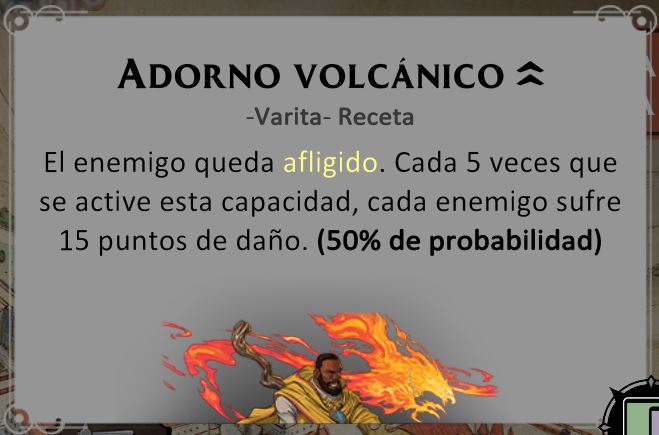 ADORNO VOLCÁNICO
-Varita- Receta
El enemigo queda afligido. Cada 5 veces que
se active esta capacidad, cada enemigo sufre
15 puntos de daño. (50% de probabilidad)